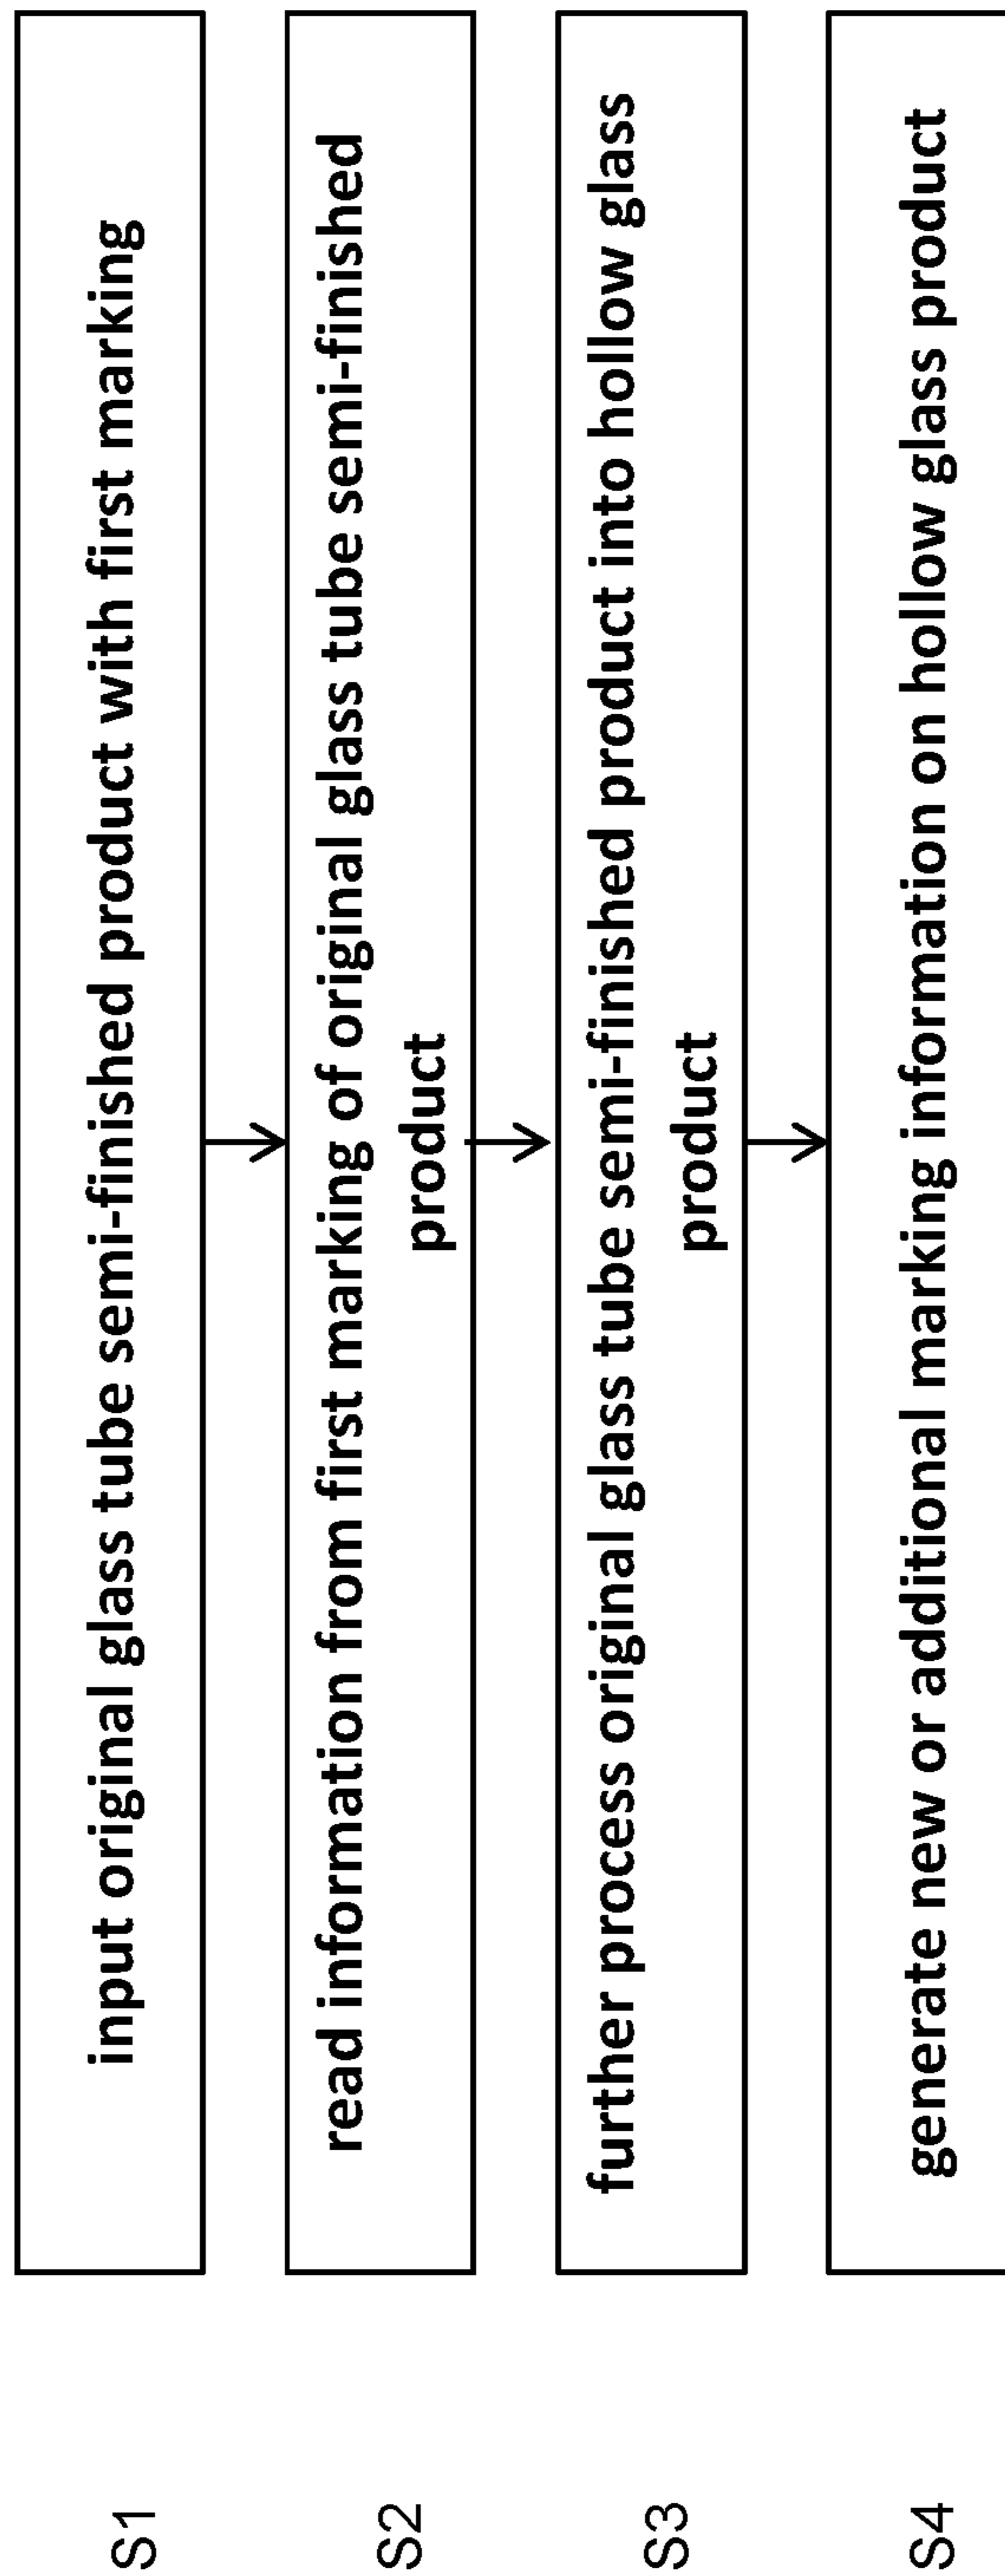 S1
input original glass tube semi-finished product with first marking
S2
read information from first marking of original glass tube semi-finished
product
S3
further process original glass tube semi-finished product into hollow glass
product
S4
generate new or additional marking information on hollow glass product